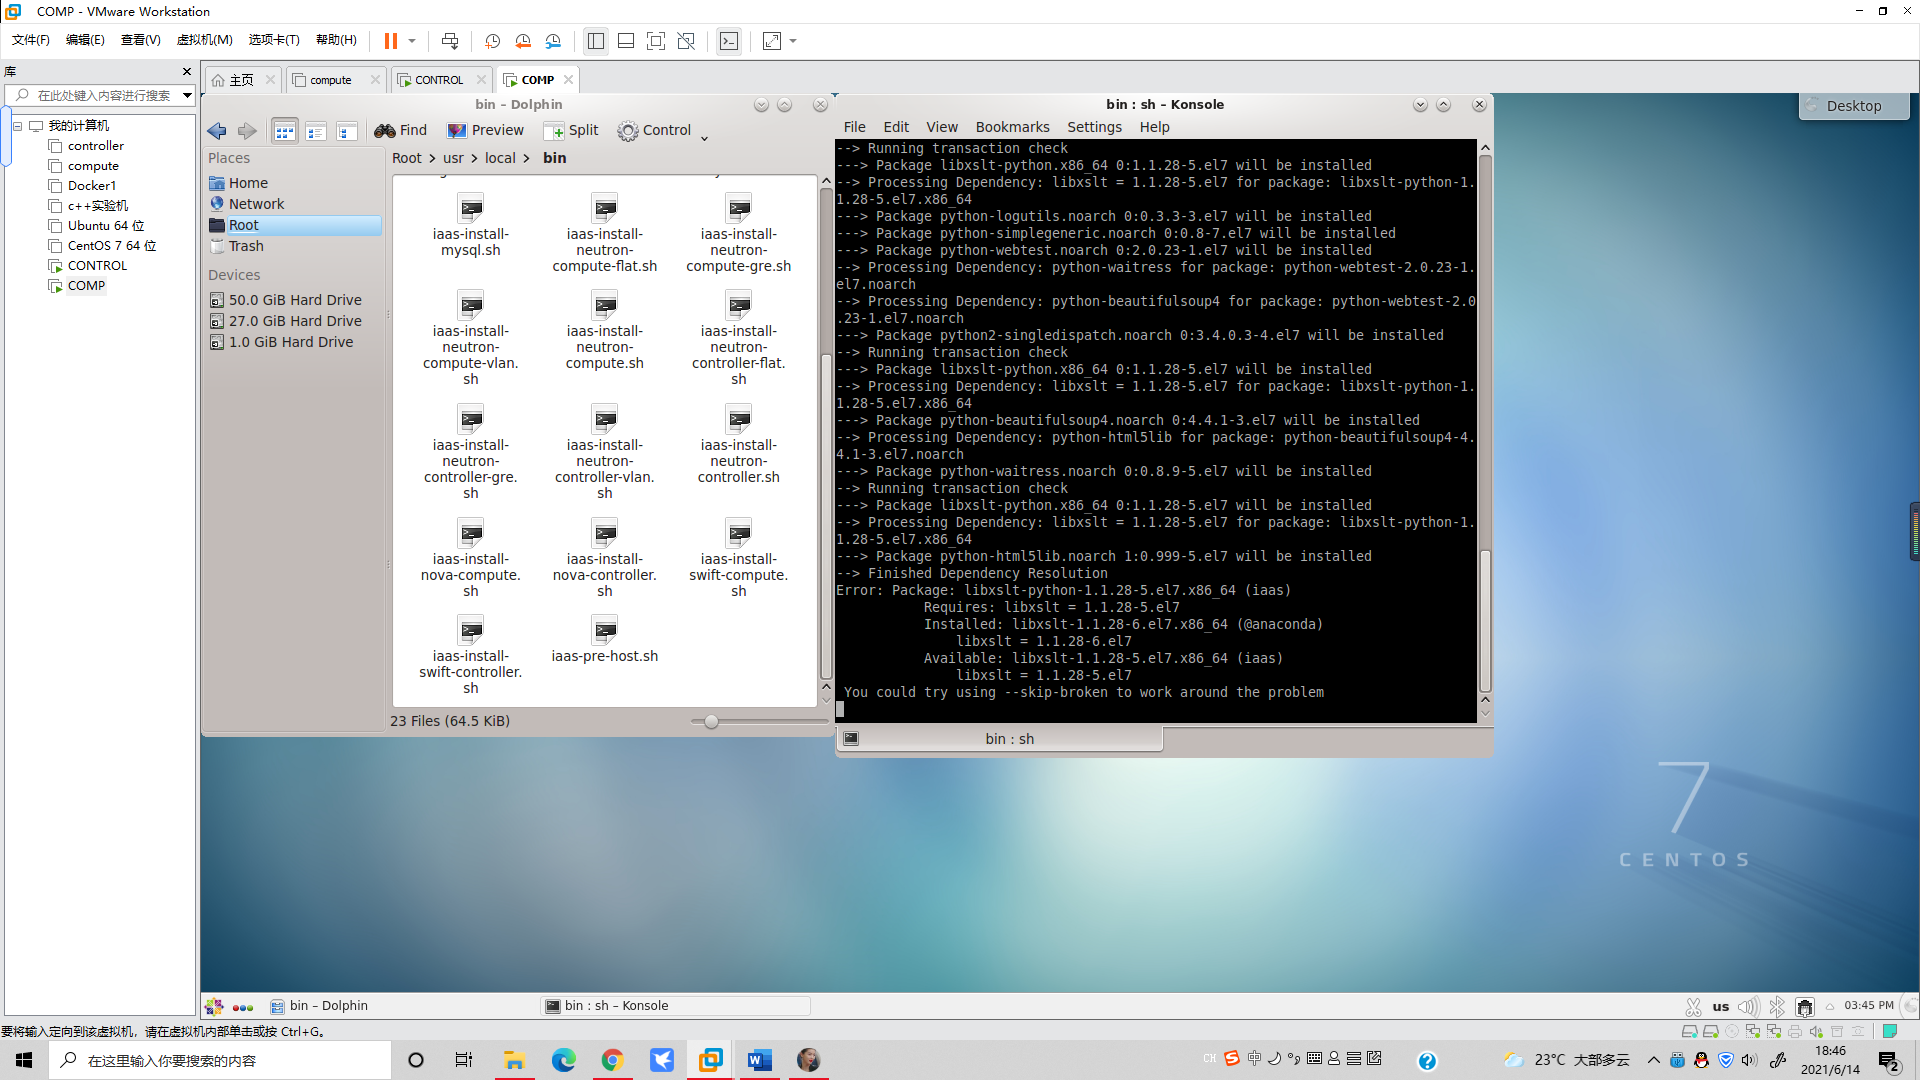 COMP - VMware Workstation
文件(F) 编辑(E) 查看(V) 虚拟机(M) 选项卡(T) 帮助(H)
库
在此处键入内容进行搜索
我的计算机
controller
compute
Docker1
c++实验机
Ubuntu 64 位
CentOS 7 64 位
CONTROL
COMP
主页 compute CONTROL COMP
bin – Dolphin
Find Preview Split Control
Root > usr > local > bin
Places
Home
Network
Root
Trash
Devices
50.0 GiB Hard Drive
27.0 GiB Hard Drive
1.0 GiB Hard Drive
iaas-install-mysql.sh
iaas-install-neutron-compute-flat.sh
iaas-install-neutron-compute-gre.sh
iaas-install-neutron-compute-vlan.sh
iaas-install-neutron-compute.sh
iaas-install-neutron-controller-flat.sh
iaas-install-neutron-controller-gre.sh
iaas-install-neutron-controller-vlan.sh
iaas-install-neutron-controller.sh
iaas-install-nova-compute.sh
iaas-install-nova-controller.sh
iaas-install-swift-compute.sh
iaas-install-swift-controller.sh
iaas-pre-host.sh
23 Files (64.5 KiB)
bin : sh – Konsole
File Edit View Bookmarks Settings Help
--> Running transaction check
---> Package libxslt-python.x86_64 0:1.1.28-5.el7 will be installed
--> Processing Dependency: libxslt = 1.1.28-5.el7 for package: libxslt-python-1.
1.28-5.el7.x86_64
---> Package python-logutils.noarch 0:0.3.3-3.el7 will be installed
---> Package python-simplegeneric.noarch 0:0.8-7.el7 will be installed
---> Package python-webtest.noarch 0:2.0.23-1.el7 will be installed
--> Processing Dependency: python-waitress for package: python-webtest-2.0.23-1.
el7.noarch
--> Processing Dependency: python-beautifulsoup4 for package: python-webtest-2.0
.23-1.el7.noarch
---> Package python2-singledispatch.noarch 0:3.4.0.3-4.el7 will be installed
--> Running transaction check
---> Package libxslt-python.x86_64 0:1.1.28-5.el7 will be installed
--> Processing Dependency: libxslt = 1.1.28-5.el7 for package: libxslt-python-1.
1.28-5.el7.x86_64
---> Package python-beautifulsoup4.noarch 0:4.4.1-3.el7 will be installed
--> Processing Dependency: python-html5lib for package: python-beautifulsoup4-4.
4.1-3.el7.noarch
---> Package python-waitress.noarch 0:0.8.9-5.el7 will be installed
--> Running transaction check
---> Package libxslt-python.x86_64 0:1.1.28-5.el7 will be installed
--> Processing Dependency: libxslt = 1.1.28-5.el7 for package: libxslt-python-1.
1.28-5.el7.x86_64
---> Package python-html5lib.noarch 1:0.999-5.el7 will be installed
--> Finished Dependency Resolution
Error: Package: libxslt-python-1.1.28-5.el7.x86_64 (iaas)
Requires: libxslt = 1.1.28-5.el7
Installed: libxslt-1.1.28-6.el7.x86_64 (@anaconda)
libxslt = 1.1.28-6.el7
Available: libxslt-1.1.28-5.el7.x86_64 (iaas)
libxslt = 1.1.28-5.el7
You could try using --skip-broken to work around the problem
bin : sh
Desktop
7
CENTOS
bin – Dolphin
bin : sh – Konsole
us
03:45 PM
要将输入定向到该虚拟机，请在虚拟机内部单击或按 Ctrl+G。
在这里输入你要搜索的内容
CH
中
23°C 大部多云
18:46
2021/6/14
2